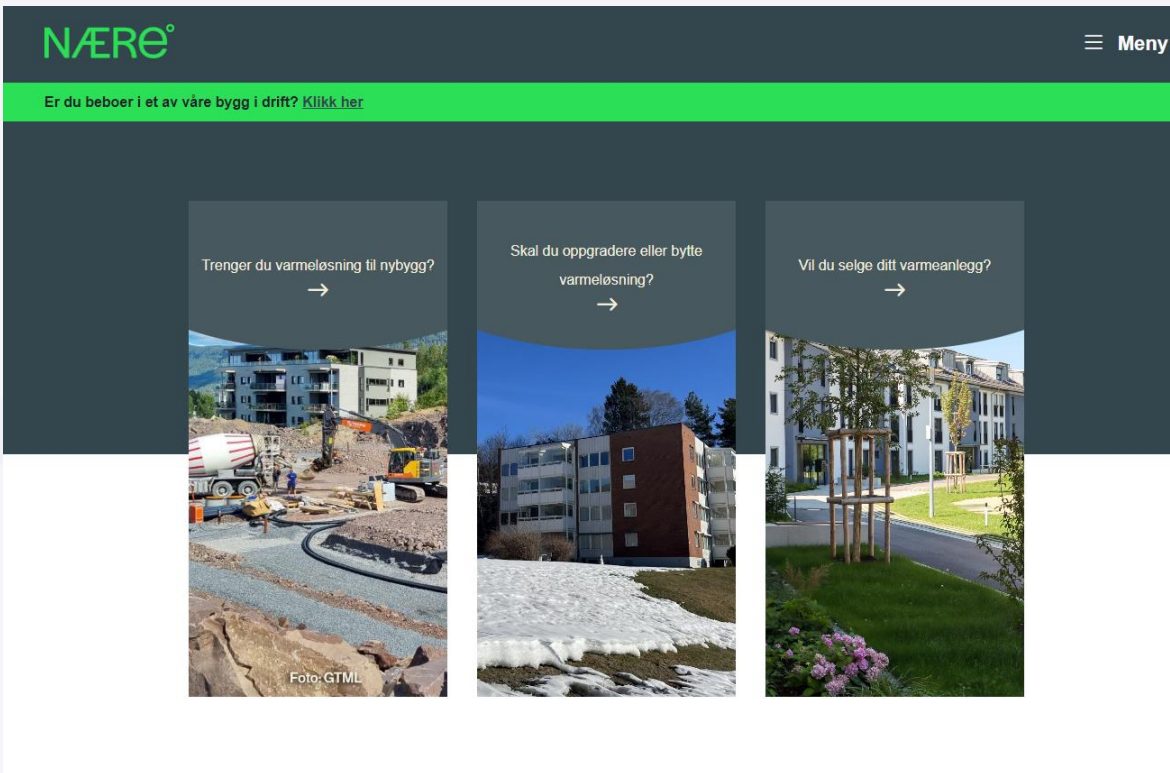 NÆRE°
Meny
Er du beboer i et av våre bygg i drift? Klikk her
Trenger du varmeløsning til nybygg?
→
Skal du oppgradere eller bytte
varmeløsning?
→
Vil du selge ditt varmeanlegg?
→
Foto: GTML